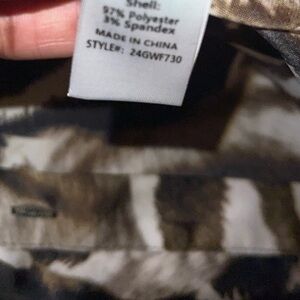 Shell:
97% Polyester
3% Spandex
MADE IN CHINA
STYLE#: 24GWF730